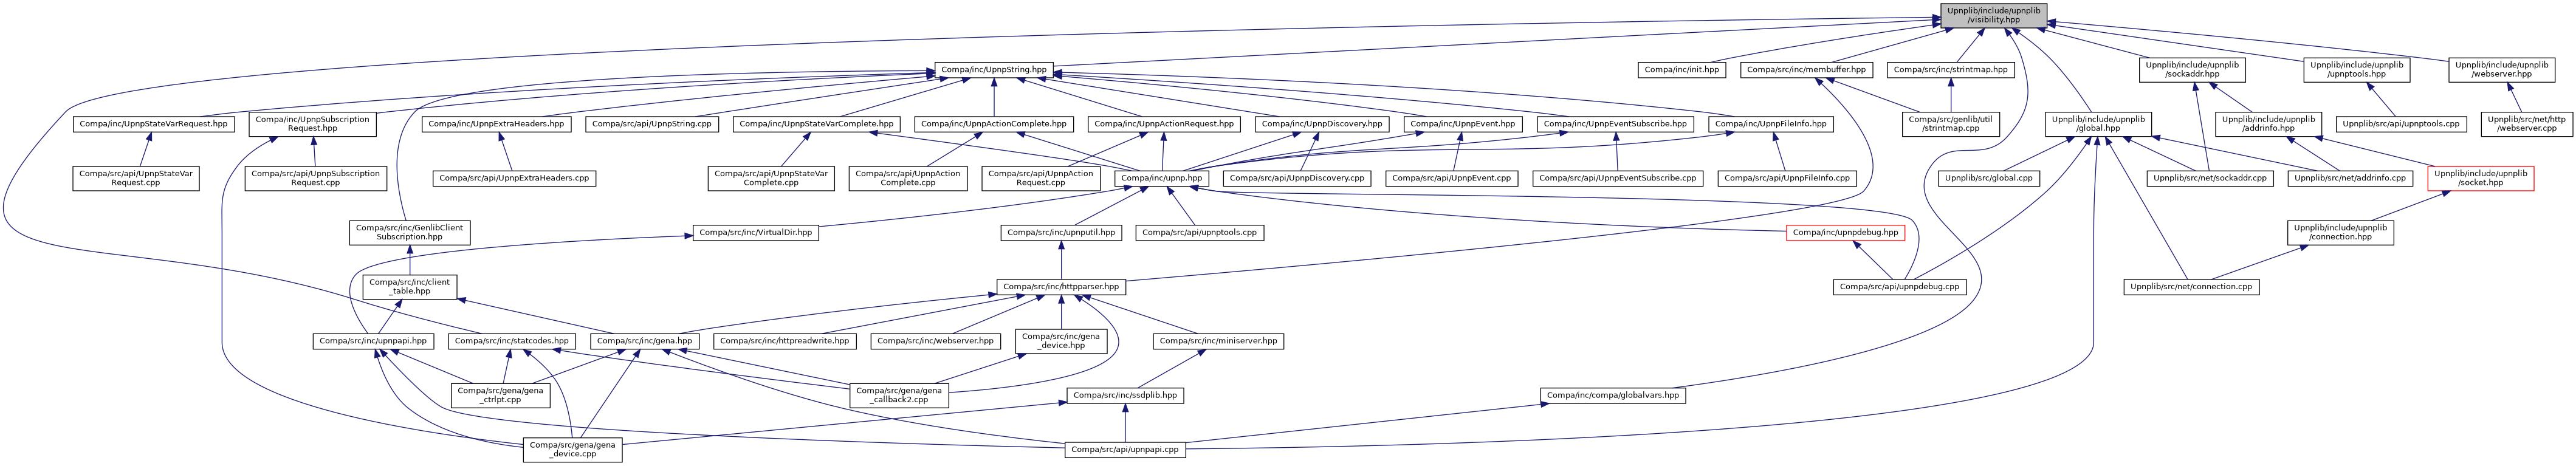 Upnplib/include/upnplib
/visibility.hpp
Compa/inc/UpnpString.hpp
Compa/inc/init.hpp
Compa/src/inc/membuffer.hpp
Compa/src/inc/strintmap.hpp
Upnplib/include/upnplib
/sockaddr.hpp
Upnplib/include/upnplib
/upnptools.hpp
Upnplib/include/upnplib
/webserver.hpp
Compa/inc/UpnpStateVarRequest.hpp
Compa/inc/UpnpSubscription
Request.hpp
Compa/inc/UpnpExtraHeaders.hpp
Compa/src/api/UpnpString.cpp
Compa/inc/UpnpStateVarComplete.hpp
Compa/inc/UpnpActionComplete.hpp
Compa/inc/UpnpActionRequest.hpp
Compa/inc/UpnpDiscovery.hpp
Compa/inc/UpnpEvent.hpp
Compa/inc/UpnpEventSubscribe.hpp
Compa/inc/UpnpFileInfo.hpp
Compa/src/genlib/util
/strintmap.cpp
Upnplib/include/upnplib
/global.hpp
Upnplib/include/upnplib
/addrinfo.hpp
Upnplib/src/api/upnptools.cpp
Upnplib/src/net/http
/webserver.cpp
Compa/src/api/UpnpStateVar
Request.cpp
Compa/src/api/UpnpSubscription
Request.cpp
Compa/src/api/UpnpExtraHeaders.cpp
Compa/src/api/UpnpStateVar
Complete.cpp
Compa/src/api/UpnpAction
Complete.cpp
Compa/src/api/UpnpAction
Request.cpp
Compa/inc/upnp.hpp
Compa/src/api/UpnpDiscovery.cpp
Compa/src/api/UpnpEvent.cpp
Compa/src/api/UpnpEventSubscribe.cpp
Compa/src/api/UpnpFileInfo.cpp
Upnplib/src/global.cpp
Upnplib/src/net/sockaddr.cpp
Upnplib/src/net/addrinfo.cpp
Upnplib/include/upnplib
/socket.hpp
Compa/src/inc/GenlibClient
Subscription.hpp
Compa/src/inc/VirtualDir.hpp
Compa/src/inc/upnputil.hpp
Compa/src/api/upnptools.cpp
Compa/inc/upnpdebug.hpp
Upnplib/include/upnplib
/connection.hpp
Compa/src/inc/client
_table.hpp
Compa/src/inc/httpparser.hpp
Compa/src/api/upnpdebug.cpp
Upnplib/src/net/connection.cpp
Compa/src/inc/upnpapi.hpp
Compa/src/inc/statcodes.hpp
Compa/src/inc/gena.hpp
Compa/src/inc/httpreadwrite.hpp
Compa/src/inc/webserver.hpp
Compa/src/inc/gena
_device.hpp
Compa/src/inc/miniserver.hpp
Compa/src/gena/gena
_ctrlpt.cpp
Compa/src/gena/gena
_callback2.cpp
Compa/src/inc/ssdplib.hpp
Compa/inc/compa/globalvars.hpp
Compa/src/gena/gena
_device.cpp
Compa/src/api/upnpapi.cpp